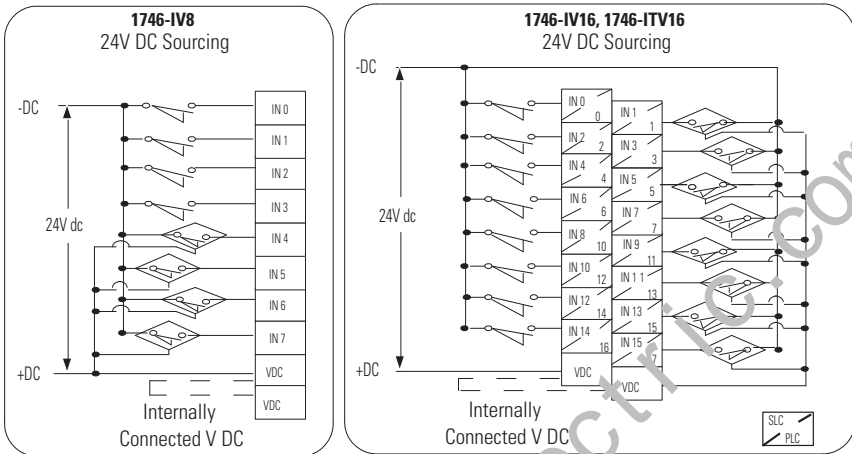 1746-IV8
24V DC Sourcing
-DC
24V dc
+DC
IN 0
IN 1
IN 2
IN 3
IN 4
IN 5
IN 6
IN 7
VDC
VDC
Internally
Connected V DC
1746-IV16, 1746-ITV16
24V DC Sourcing
-DC
24V dc
+DC
IN 0
0
IN 1
1
IN 2
2
IN 3
3
IN 4
4
IN 5
5
IN 6
6
IN 7
7
IN 8
10
IN 9
11
IN 10
12
IN 11
13
IN 12
14
IN 13
15
IN 14
16
IN 15
7
VDC
VDC
Internally
Connected V DC
SLC
PLC
ctric.com